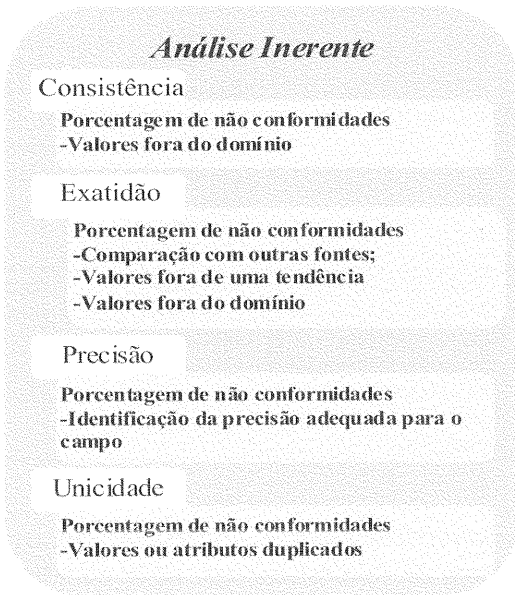 Análise Inerente
Consistência
Porcentagem de não conformidades
-Valores fora do domínio
Exatidão
Porcentagem de não conformidades
-Comparação com outras fontes;
-Valores fora de uma tendência
-Valores fora do domínio
Precisão
Porcentagem de não conformidades
-Identificação da precisão adequada para o
campo
Unicidade
Porcentagem de não conformidades
-Valores ou atributos duplicados